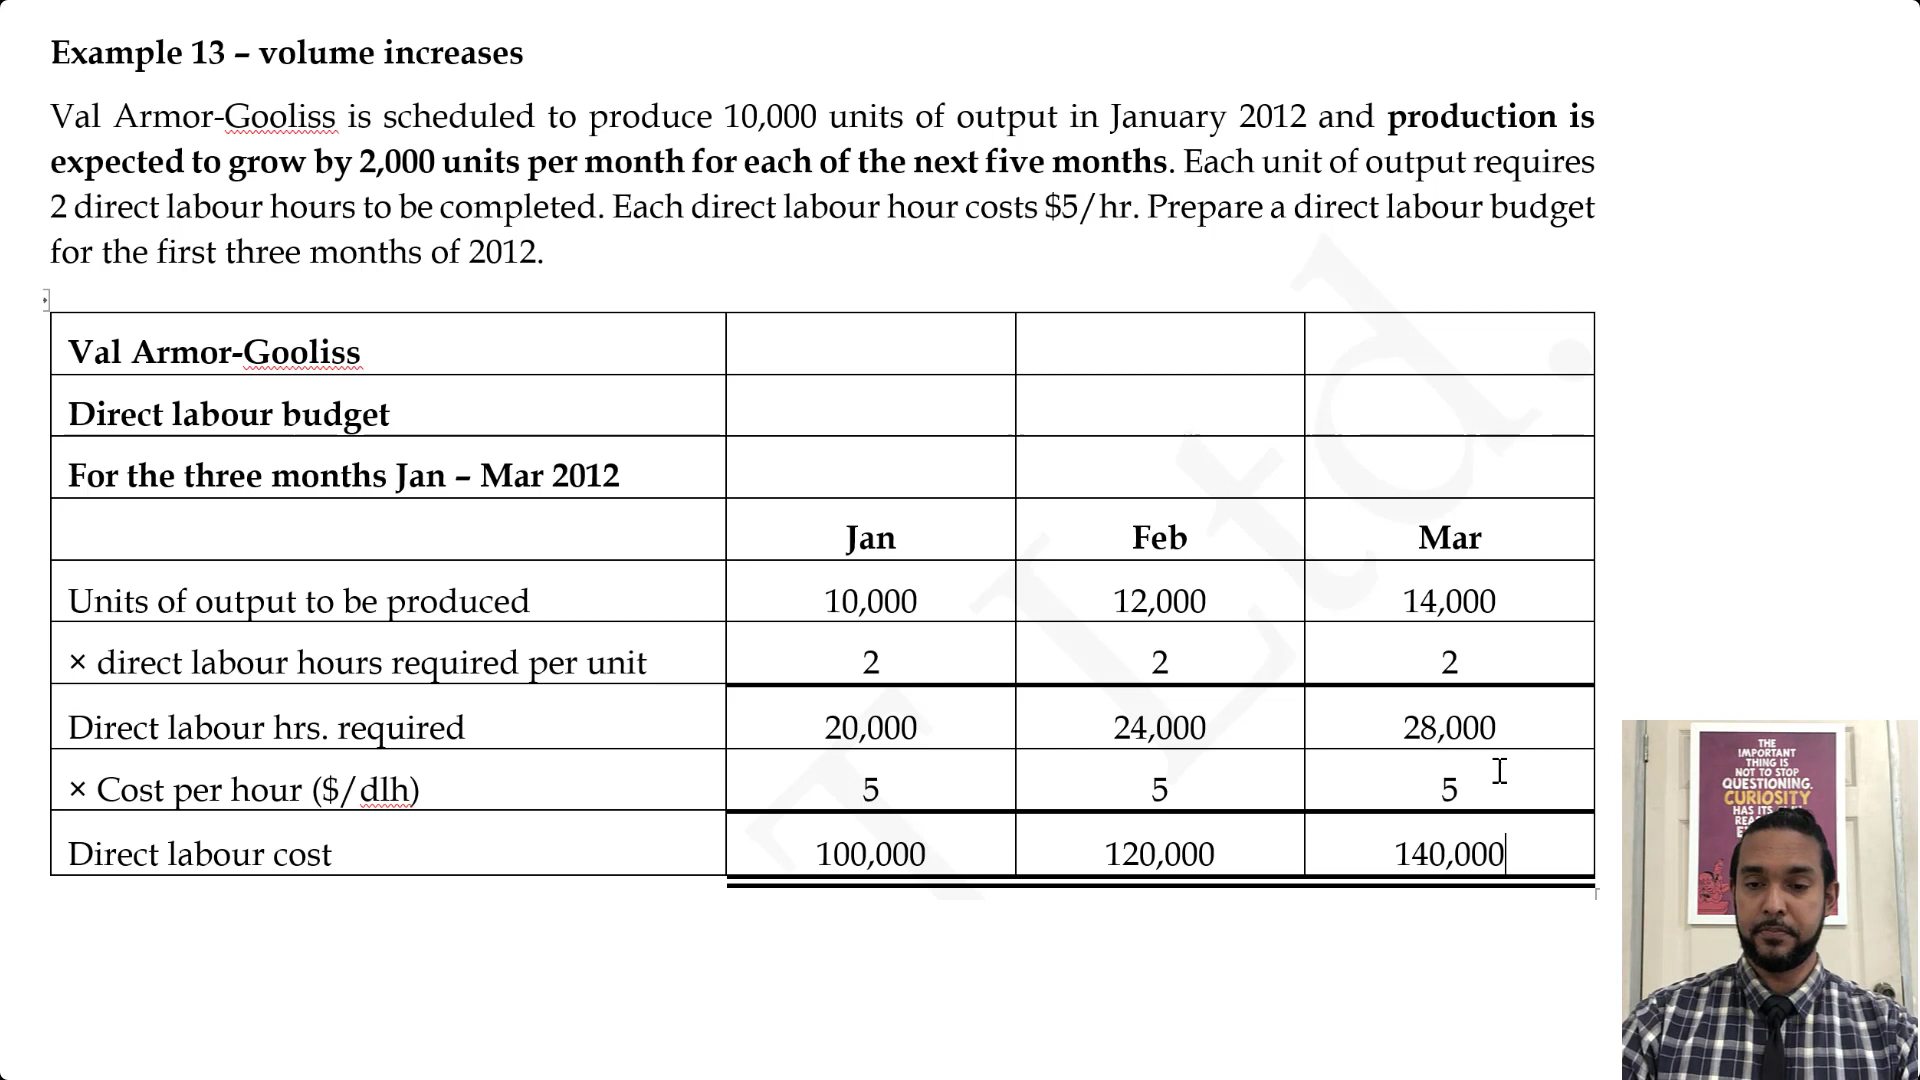 Example 13 – volume increases
Val Armor-Gooliss is scheduled to produce 10,000 units of output in January 2012 and production is
expected to grow by 2,000 units per month for each of the next five months. Each unit of output requires
2 direct labour hours to be completed. Each direct labour hour costs $5/hr. Prepare a direct labour budget
for the first three months of 2012.
Val Armor-Gooliss
Direct labour budget
For the three months Jan – Mar 2012
Jan Feb Mar
Units of output to be produced 10,000 12,000 14,000
× direct labour hours required per unit 2 2 2
Direct labour hrs. required 20,000 24,000 28,000
× Cost per hour ($/dlh) 5 5 5
Direct labour cost 100,000 120,000 140,000
T Ltd.
THE
IMPORTANT
THING IS
NOT TO STOP
QUESTIONING.
CURIOSITY
HAS ITS